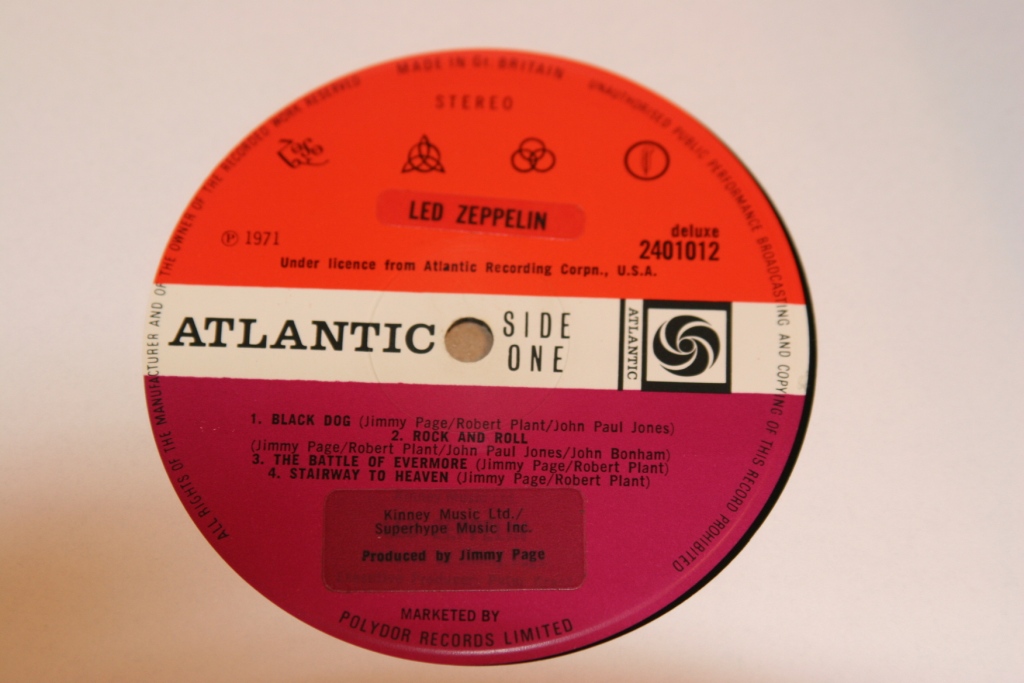 MADE IN GT BRITAIN
ALL RIGHTS OF THE MANUFACTURER AND OF THE OWNER OF THE RECORDED WORK RESERVED
UNAUTHORISED PUBLIC PERFORMANCE BROADCASTING AND COPYING OF THIS RECORD PROHIBITED
STEREO
LED ZEPPELIN
℗ 1971
deluxe
2401012
Under licence from Atlantic Recording Corpn., U.S.A.
ATLANTIC
SIDE
ONE
ATLANTIC
1. BLACK DOG (Jimmy Page/Robert Plant/John Paul Jones)
2. ROCK AND ROLL
(Jimmy Page/Robert Plant/John Paul Jones/John Bonham)
3. THE BATTLE OF EVERMORE (Jimmy Page/Robert Plant)
4. STAIRWAY TO HEAVEN (Jimmy Page/Robert Plant)
Kinney Music Ltd./
Superhype Music Inc.
Produced by Jimmy Page
MARKETED BY
POLYDOR RECORDS LIMITED